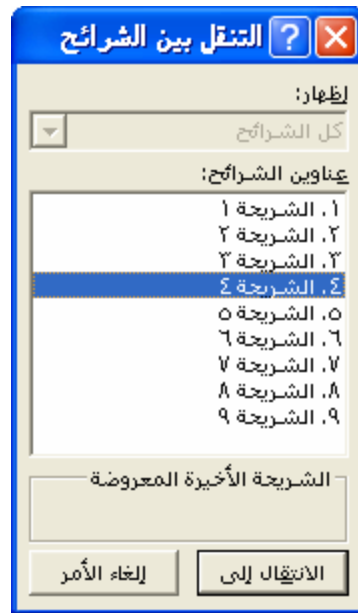 التنقل بين الشرائح
إظهار:
كل الشرائح
عناوين الشرائح:
١. الشريحة ١
٢. الشريحة ٢
٣. الشريحة ٣
٤. الشريحة ٤
٥. الشريحة ٥
٦. الشريحة ٦
٧. الشريحة ٧
٨. الشريحة ٨
٩. الشريحة ٩
الشريحة الأخيرة المعروضة
الانتقال إلى
إلغاء الأمر